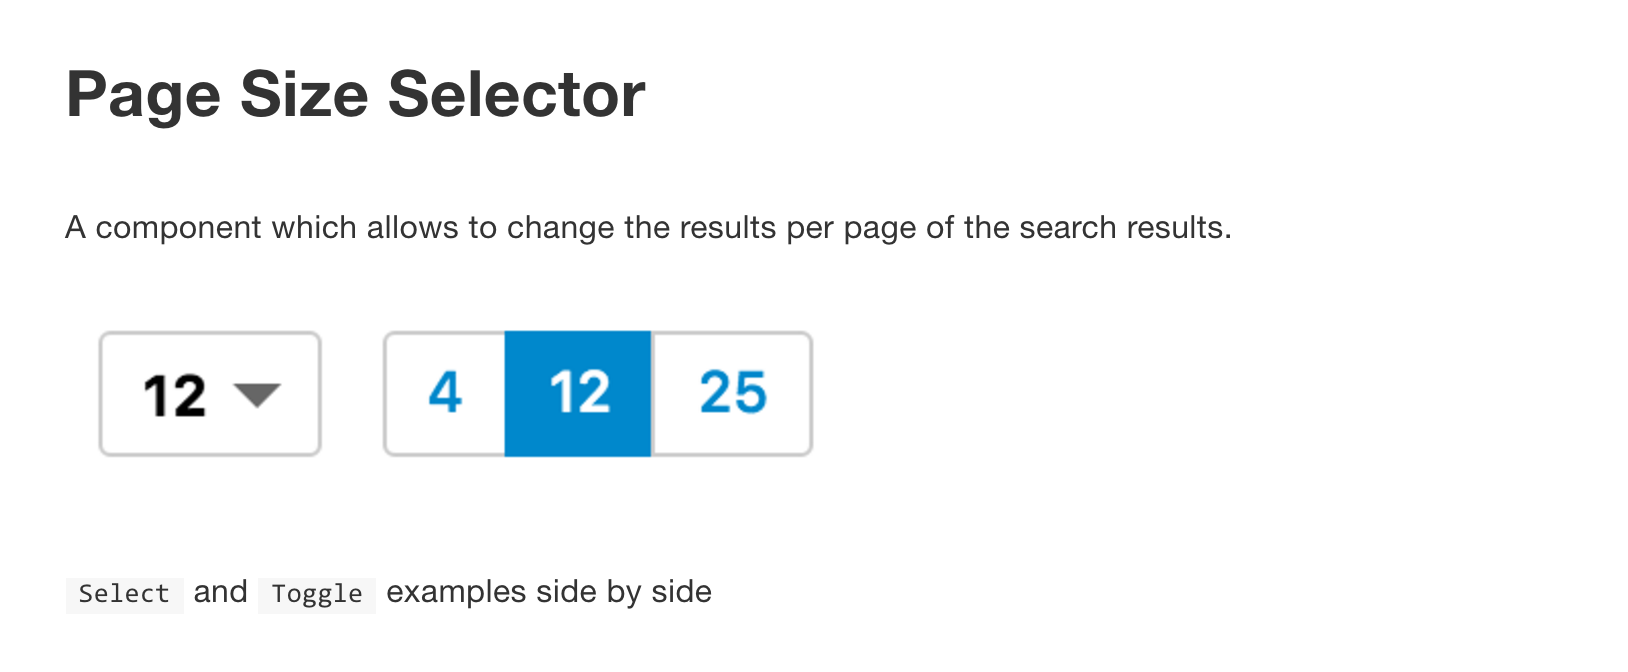 Page Size Selector
A component which allows to change the results per page of the search results.
12 4 12 25
Select and Toggle examples side by side